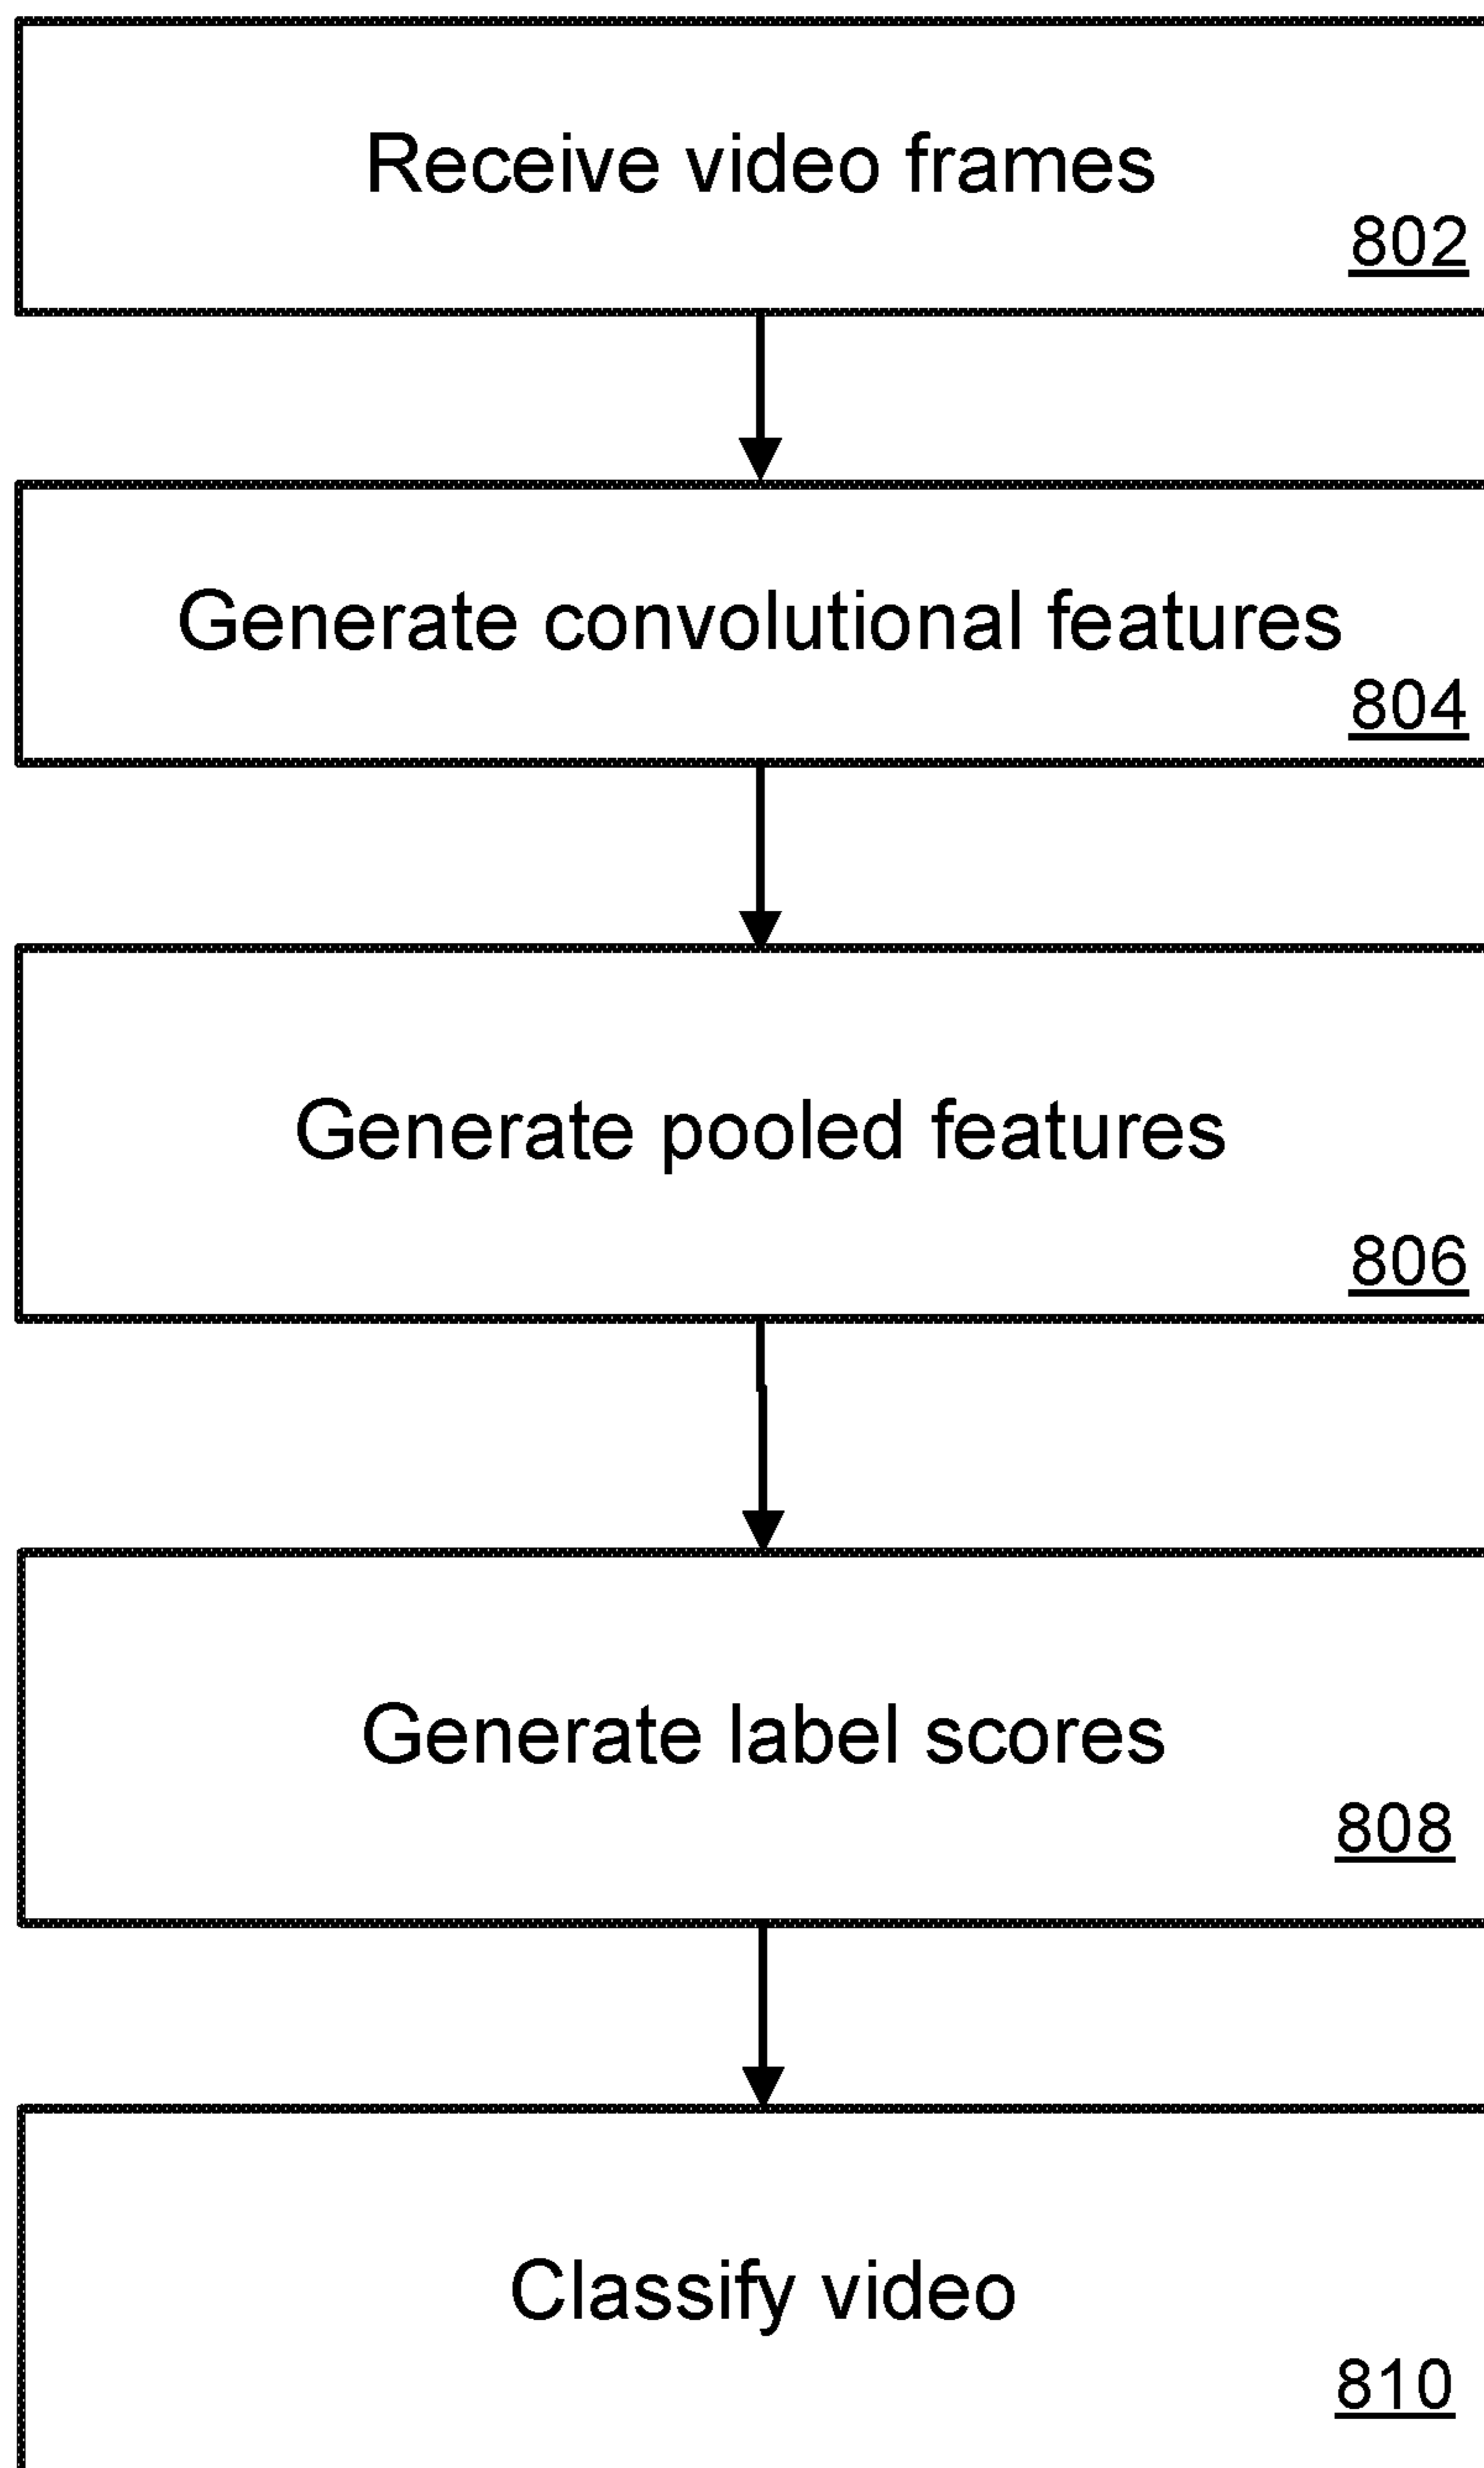 Receive video frames
802
Generate convolutional features
804
Generate pooled features
806
Generate label scores
808
Classify video
810